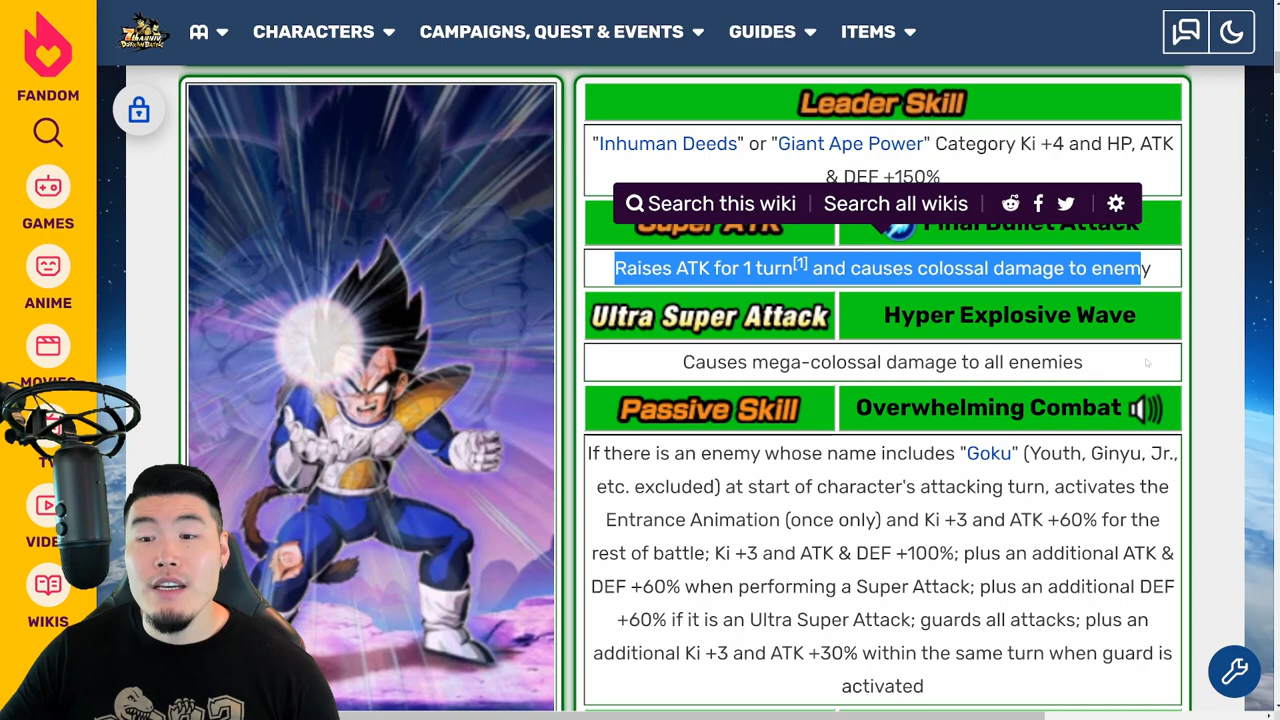 CHARACTERS
CAMPAIGNS, QUEST & EVENTS
GUIDES
ITEMS
FANDOM
GAMES
ANIME
MOVIES
TV
VIDE
WIKIS
Leader Skill
"Inhuman Deeds" or "Giant Ape Power" Category Ki +4 and HP, ATK
& DEF +150%
Search this wiki
Search all wikis
Super ATK
Final Bullet Attack
Raises ATK for 1 turn[1] and causes colossal damage to enemy
Ultra Super Attack
Hyper Explosive Wave
Causes mega-colossal damage to all enemies
Passive Skill
Overwhelming Combat
If there is an enemy whose name includes "Goku" (Youth, Ginyu, Jr.,
etc. excluded) at start of character's attacking turn, activates the
Entrance Animation (once only) and Ki +3 and ATK +60% for the
rest of battle; Ki +3 and ATK & DEF +100%; plus an additional ATK &
DEF +60% when performing a Super Attack; plus an additional DEF
+60% if it is an Ultra Super Attack; guards all attacks; plus an
additional Ki +3 and ATK +30% within the same turn when guard is
activated